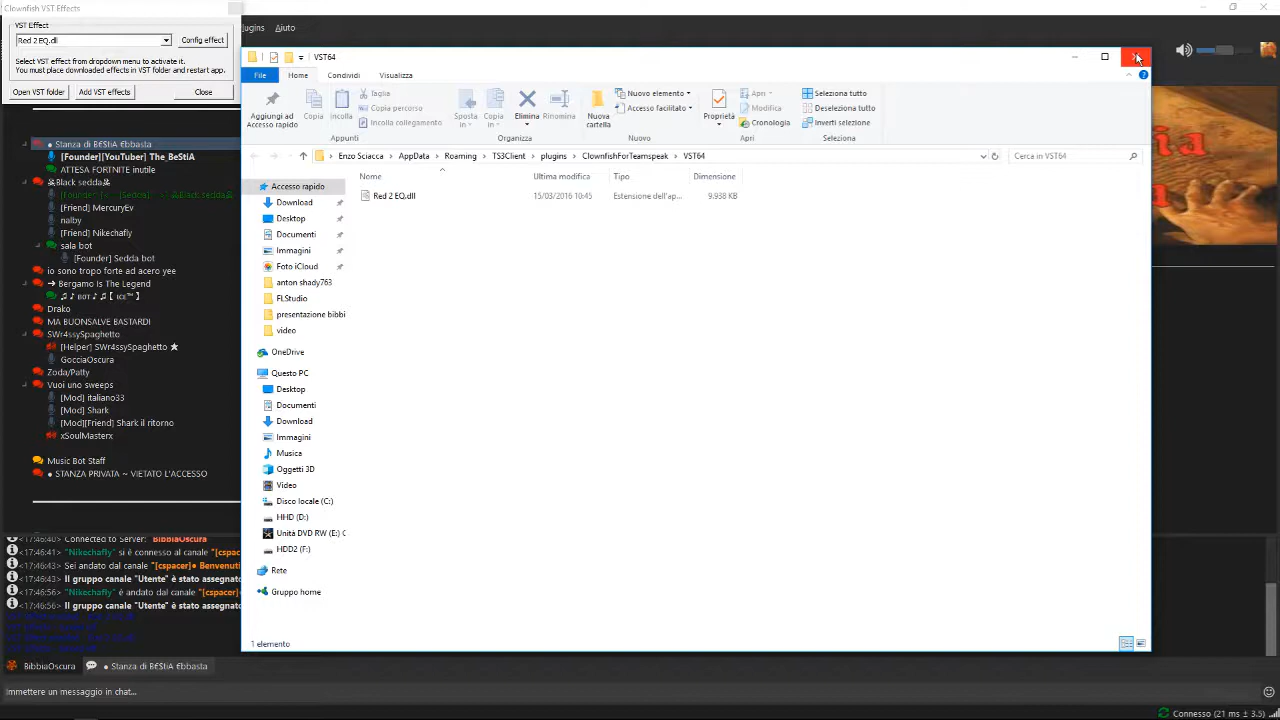 Clownfish VST Effects
VST Effect
Red 2 EQ.dll
Config effect
Select VST effect from dropdown menu to activate it.
You must place downloaded effects in VST folder and restart app.
Open VST folder
Add VST effects
Close
Plugins
Aiuto
VST64
File
Home
Condividi
Visualizza
Aggiungi ad
Accesso rapido
Copia
Incolla
Taglia
Copia percorso
Incolla collegamento
Appunti
Sposta
in
Copia
in
Elimina
Rinomina
Organizza
Nuova
cartella
Nuovo elemento
Accesso facilitato
Nuovo
Proprietà
Apri
Modifica
Cronologia
Apri
Seleziona tutto
Deseleziona tutto
Inverti selezione
Selezione
Enzo Sciacca > AppData > Roaming > TS3Client > plugins > ClownfishForTeamspeak > VST64
Cerca in VST64
Nome
Ultima modifica
Tipo
Dimensione
Red 2 EQ.dll
15/03/2016 10:45
Estensione dell'ap...
9.938 KB
Accesso rapido
Download
Desktop
Documenti
Immagini
Foto iCloud
anton shady763
FLStudio
presentazione bibbi
video
OneDrive
Questo PC
Desktop
Documenti
Download
Immagini
Musica
Oggetti 3D
Video
Disco locale (C:)
HHD (D:)
Unità DVD RW (E:) C
HDD2 (F:)
Rete
Gruppo home
1 elemento
● Stanza di B€StiA €bbasta
[Founder][YouTuber] The_BeStiA
ATTESA FORTNITE inutile
Black sedda
[Friend] MercuryEv
nalby
[Friend] Nikechafly
sala bot
[Founder] Sedda bot
io sono tropo forte ad acero yee
➜ Bergamo Is The Legend
♫ ♪ BOT ♪ ♫ [ ICE™ ]
Drako
MA BUONSALVE BASTARDI
SWr4ssySpaghetto
[Helper] SWr4ssySpaghetto ★
GocciaOscura
Zoda/Patty
Vuoi uno sweeps
[Mod] italiano33
[Mod] Shark
[Mod][Friend] Shark il ritorno
xSoulMasterx
Music Bot Staff
● STANZA PRIVATA ~ VIETATO L'ACCESSO
<17:46:40> Connected to Server: "BibbiaOscura
<17:46:41> "Nikechafly" si è connesso al canale "[cspacer]
<17:46:43> Sei andato dal canale "[cspacer]● Benvenuti
<17:46:43> Il gruppo canale "Utente" è stato assegnato
<17:46:56> "Nikechafly" è andato dal canale "[cspacer]
<17:46:56> Il gruppo canale "Utente" è stato assegnato
BibbiaOscura
● Stanza di B€StiA €bbasta
Immettere un messaggio in chat...
Connesso (21 ms ± 3.5)